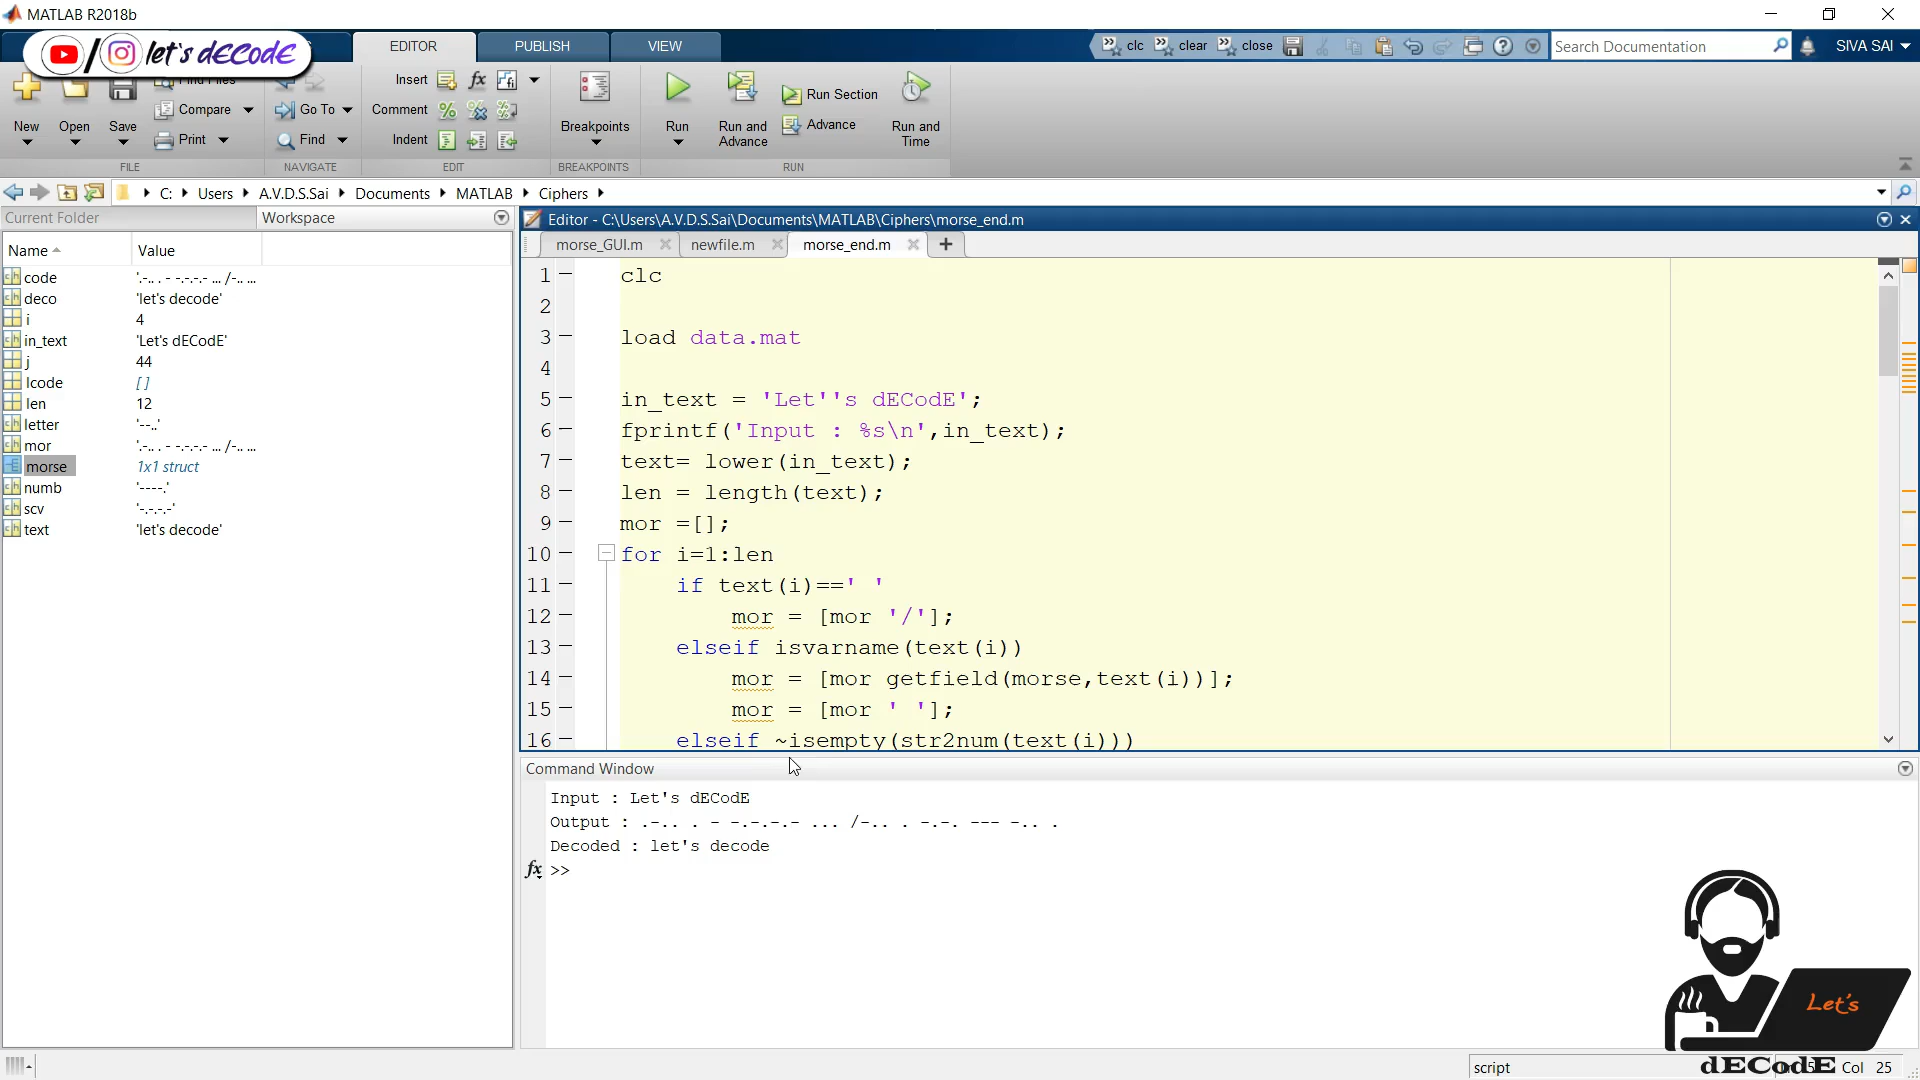 MATLAB R2018b
let's dECodE
EDITOR
PUBLISH
VIEW
clc
clear
close
Search Documentation
SIVA SAI
New
Open
Save
Find Files
Compare
Print
Go To
Find
Insert
Comment
Indent
fx
Breakpoints
Run
Run and Advance
Run Section
Advance
Run and Time
FILE
NAVIGATE
EDIT
BREAKPOINTS
RUN
C: Users A.V.D.S.Sai Documents MATLAB Ciphers
Current Folder
Workspace
Name Value
code '.-.. . - -.-.-.- ... /-.. ...
deco 'let's decode'
i 4
in_text 'Let's dECodE'
j 44
lcode []
len 12
letter '--..'
mor '.-.. . - -.-.-.- ... /-.. ...
morse 1x1 struct
numb '----.'
scv '-.-.-.-'
text 'let's decode'
Editor - C:\Users\A.V.D.S.Sai\Documents\MATLAB\Ciphers\morse_end.m
morse_GUI.m
newfile.m
morse_end.m
1 clc
2
3 load data.mat
4
5 in_text = 'Let''s dECodE';
6 fprintf('Input : %s\n',in_text);
7 text= lower(in_text);
8 len = length(text);
9 mor =[];
10 for i=1:len
11 if text(i)==' '
12 mor = [mor '/'];
13 elseif isvarname(text(i))
14 mor = [mor getfield(morse,text(i))];
15 mor = [mor ' '];
16 elseif ~isempty(str2num(text(i)))
Command Window
Input : Let's dECodE
Output : .-.. . - -.-.-.- ... /-.. . -.-. --- -.. .
Decoded : let's decode
fx >>
Let's
dECodE
script
Col 25